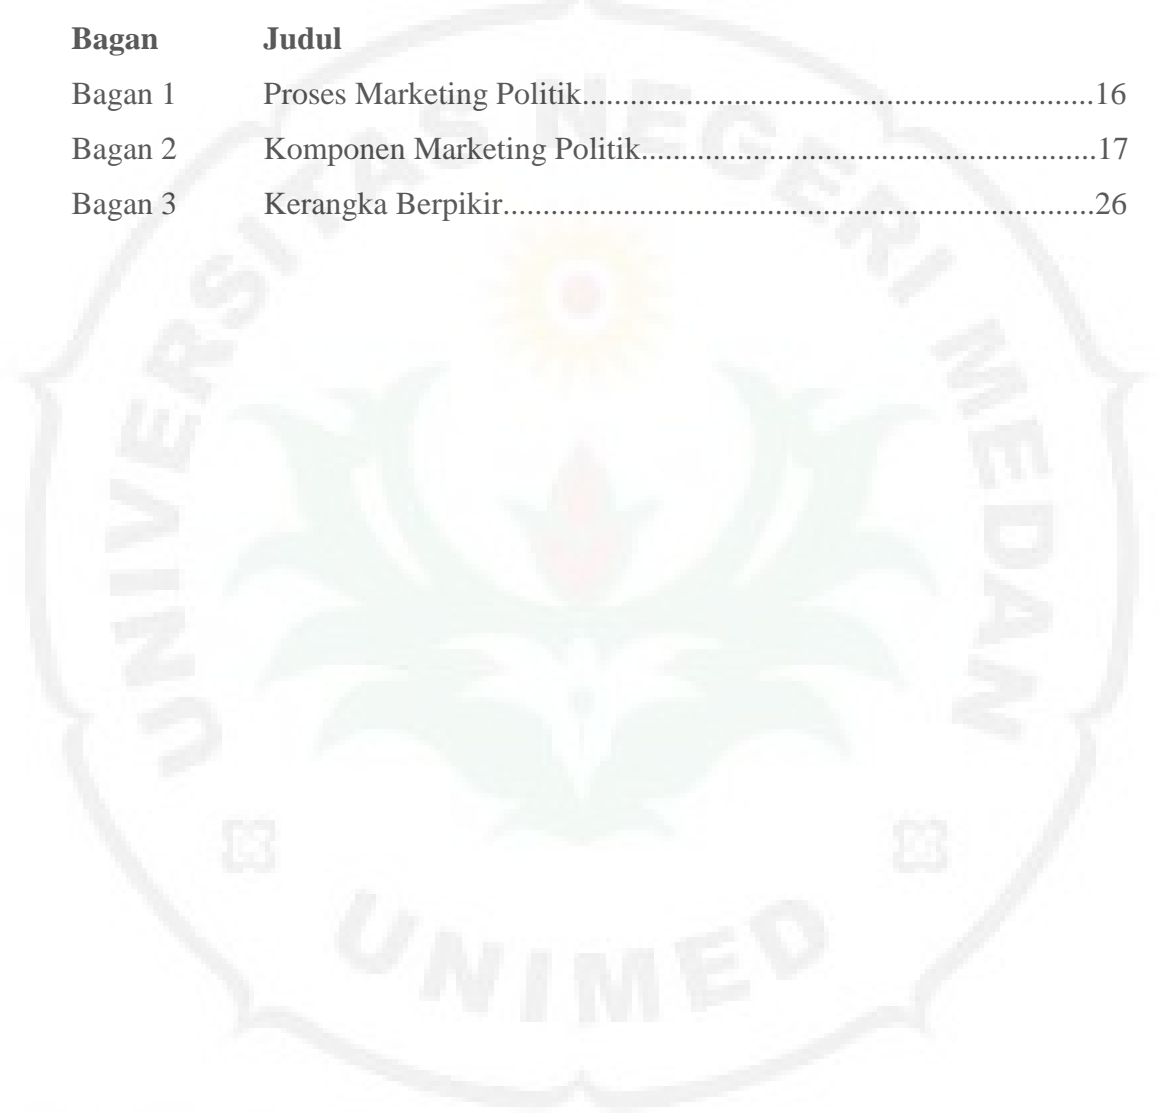 Bagan Judul
Bagan 1 Proses Marketing Politik................................................................16
Bagan 2 Komponen Marketing Politik.........................................................17
Bagan 3 Kerangka Berpikir..........................................................................26
UNIVERSITAS NEGERI MEDAN
UNIMED